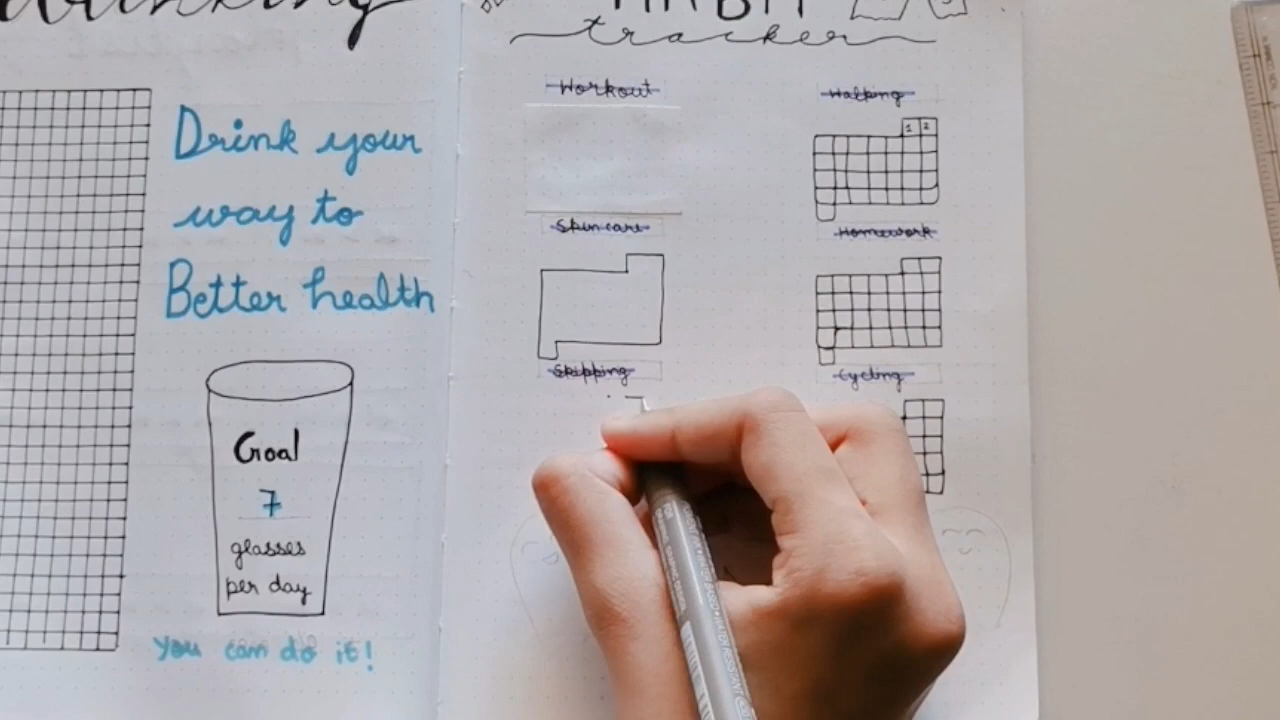 Drink your
way to
Better health
Goal
7
glasses
per day
you can do it!
HABIT
tracker
Workout
Walking
1 2
Skincare
Homework
Skipping
Cycling